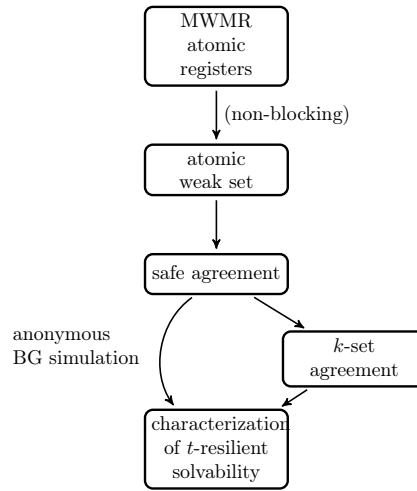 MWMR
atomic
registers
(non-blocking)
atomic
weak set
safe agreement
anonymous
BG simulation
k-set
agreement
characterization
of t-resilient
solvability